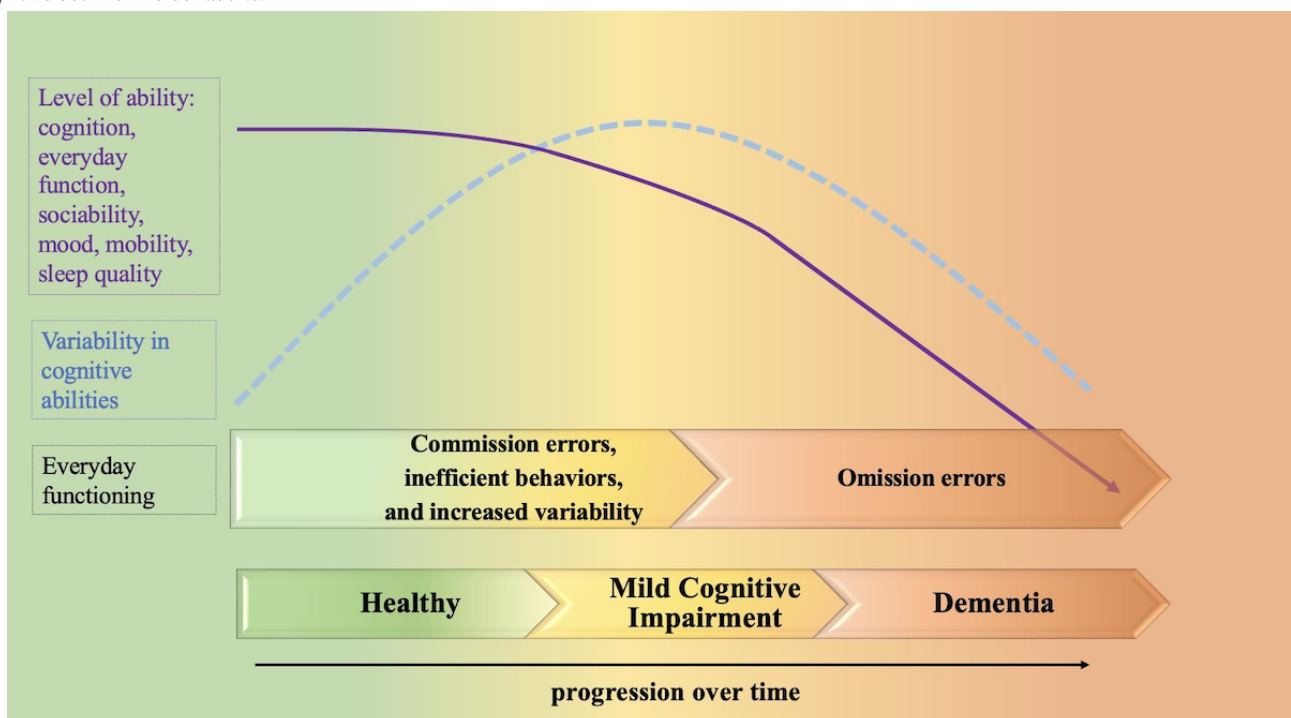 Level of ability:
cognition,
everyday
function,
sociability,
mood, mobility,
sleep quality
Variability in
cognitive
abilities
Everyday
functioning
Commission errors,
inefficient behaviors,
and increased variability
Omission errors
Healthy
Mild Cognitive
Impairment
Dementia
progression over time